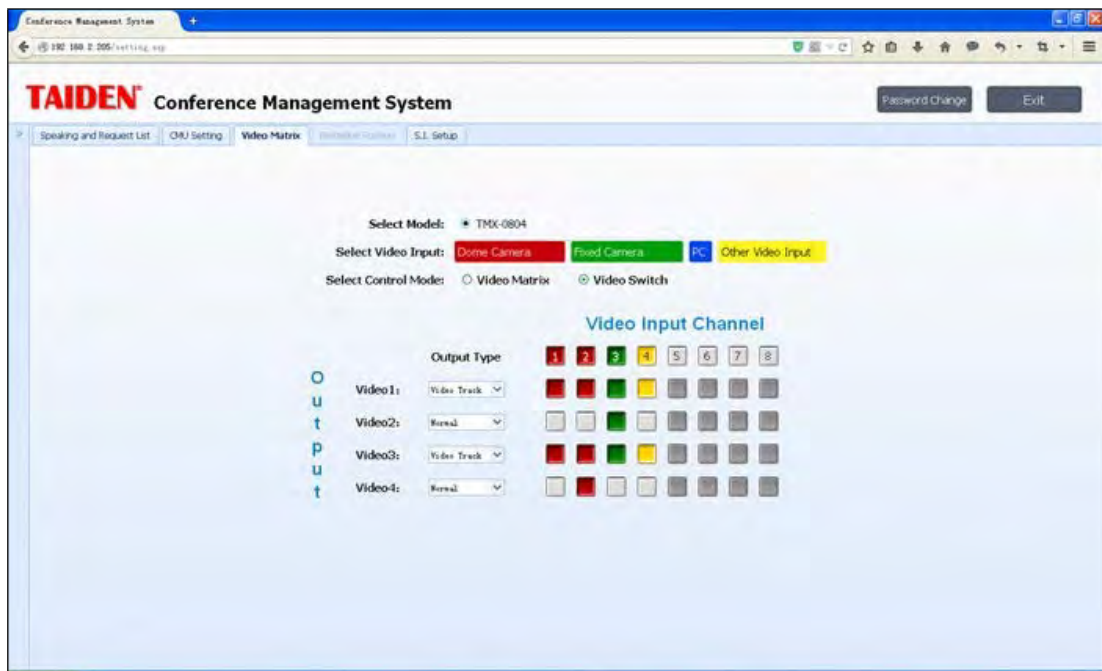 Conference Management System
192.168.2.205/setting.asp
TAIDEN Conference Management System
Password Change
Exit
Speaking and Request List
CMU Setting
Video Matrix
S.I. Setup
Select Model: TMX-0804
Select Video Input: Dome Camera Fixed Camera PC Other Video Input
Select Control Mode: Video Matrix Video Switch
Video Input Channel
Output Type 1 2 3 4 5 6 7 8
Output
Video1: Video Track
Video2: Normal
Video3: Video Track
Video4: Normal